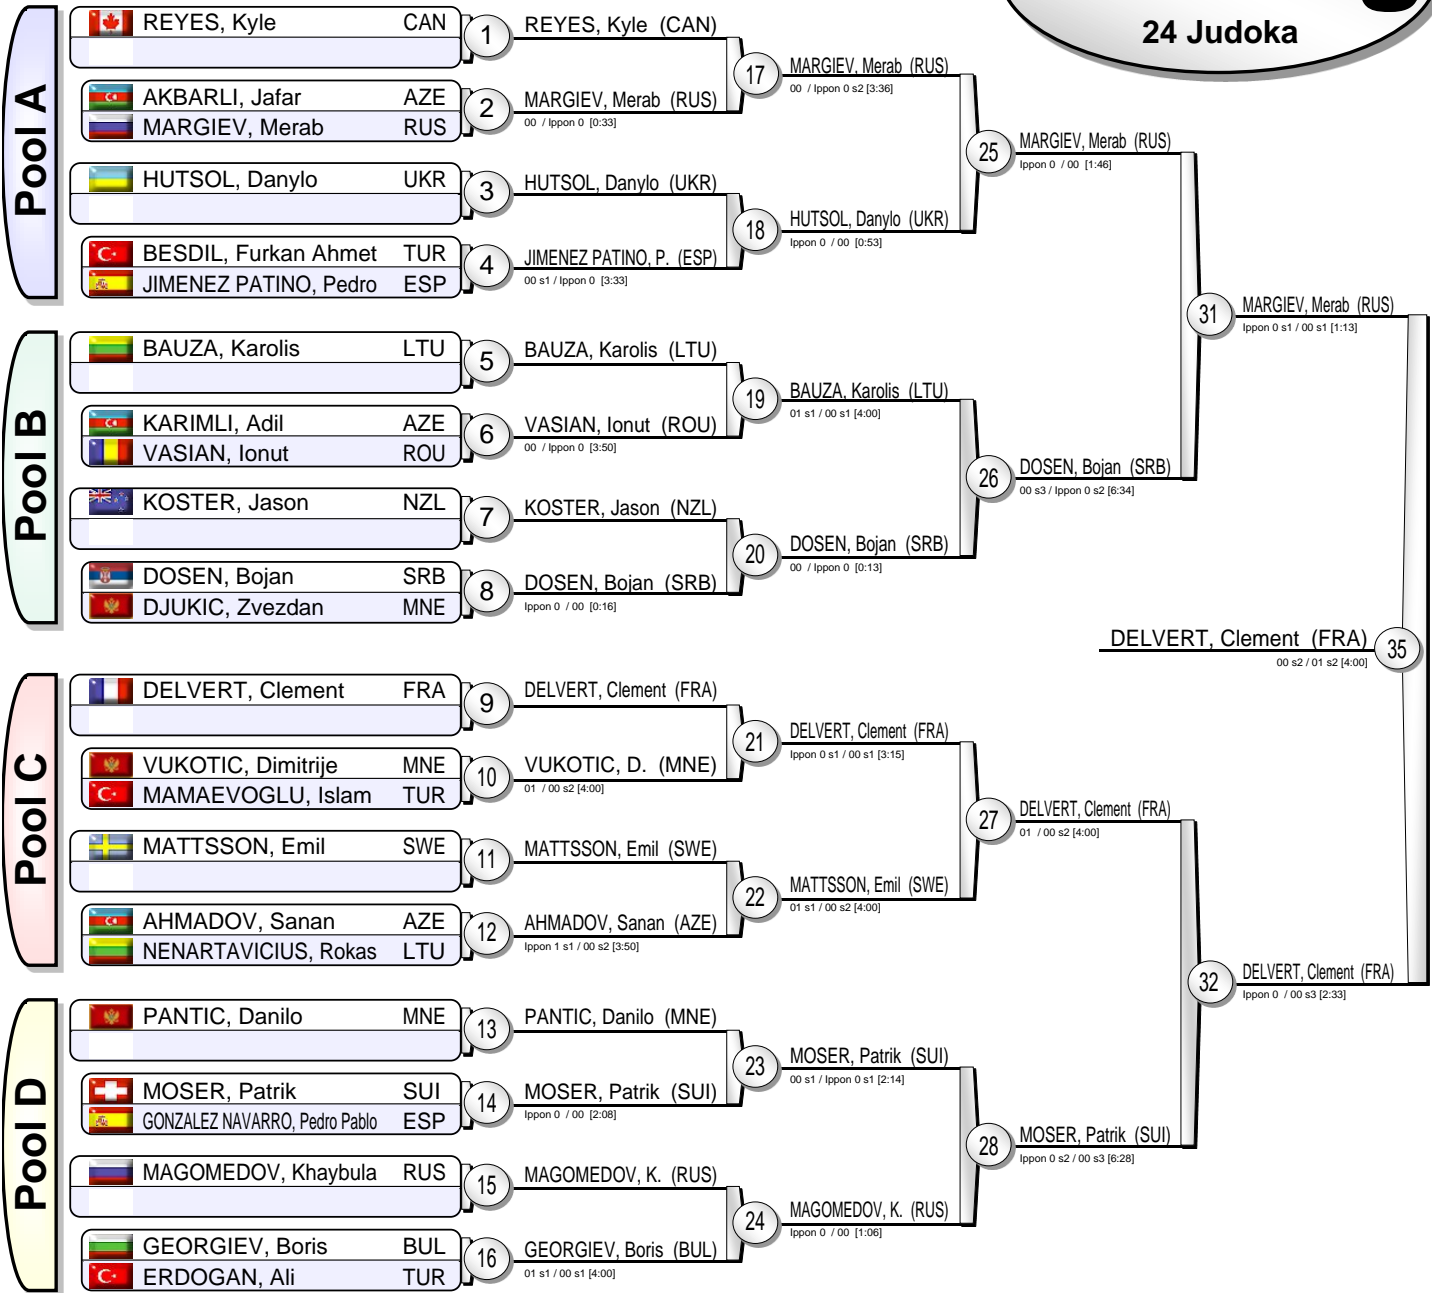 24 Judoka
Pool A
REYES, Kyle CAN
1
REYES, Kyle (CAN)
AKBARLI, Jafar AZE
MARGIEV, Merab RUS
2
MARGIEV, Merab (RUS)
00 / Ippon 0 [0:33]
17
MARGIEV, Merab (RUS)
00 / Ippon 0 s2 [3:36]
HUTSOL, Danylo UKR
3
HUTSOL, Danylo (UKR)
BESDIL, Furkan Ahmet TUR
JIMENEZ PATINO, Pedro ESP
4
JIMENEZ PATINO, P. (ESP)
00 s1 / Ippon 0 [3:33]
18
HUTSOL, Danylo (UKR)
Ippon 0 / 00 [0:53]
25
MARGIEV, Merab (RUS)
Ippon 0 / 00 [1:46]
Pool B
BAUZA, Karolis LTU
5
BAUZA, Karolis (LTU)
KARIMLI, Adil AZE
VASIAN, Ionut ROU
6
VASIAN, Ionut (ROU)
00 / Ippon 0 [3:50]
19
BAUZA, Karolis (LTU)
01 s1 / 00 s1 [4:00]
KOSTER, Jason NZL
7
KOSTER, Jason (NZL)
DOSEN, Bojan SRB
DJUKIC, Zvezdan MNE
8
DOSEN, Bojan (SRB)
Ippon 0 / 00 [0:16]
20
DOSEN, Bojan (SRB)
00 / Ippon 0 [0:13]
26
DOSEN, Bojan (SRB)
00 s3 / Ippon 0 s2 [6:34]
31
MARGIEV, Merab (RUS)
Ippon 0 s1 / 00 s1 [1:13]
DELVERT, Clement (FRA)
00 s2 / 01 s2 [4:00]
35
Pool C
DELVERT, Clement FRA
9
DELVERT, Clement (FRA)
VUKOTIC, Dimitrije MNE
MAMAEVOGLU, Islam TUR
10
VUKOTIC, D. (MNE)
01 / 00 s2 [4:00]
21
DELVERT, Clement (FRA)
Ippon 0 s1 / 00 s1 [3:15]
MATTSSON, Emil SWE
11
MATTSSON, Emil (SWE)
AHMADOV, Sanan AZE
NENARTAVICIUS, Rokas LTU
12
AHMADOV, Sanan (AZE)
Ippon 1 s1 / 00 s2 [3:50]
22
MATTSSON, Emil (SWE)
01 s1 / 00 s2 [4:00]
27
DELVERT, Clement (FRA)
01 / 00 s2 [4:00]
Pool D
PANTIC, Danilo MNE
13
PANTIC, Danilo (MNE)
MOSER, Patrik SUI
GONZALEZ NAVARRO, Pedro Pablo ESP
14
MOSER, Patrik (SUI)
Ippon 0 / 00 [2:08]
23
MOSER, Patrik (SUI)
00 s1 / Ippon 0 s1 [2:14]
MAGOMEDOV, Khaybula RUS
15
MAGOMEDOV, K. (RUS)
GEORGIEV, Boris BUL
ERDOGAN, Ali TUR
16
GEORGIEV, Boris (BUL)
01 s1 / 00 s1 [4:00]
24
MAGOMEDOV, K. (RUS)
Ippon 0 / 00 [1:06]
28
MOSER, Patrik (SUI)
Ippon 0 s2 / 00 s3 [6:28]
32
DELVERT, Clement (FRA)
Ippon 0 / 00 s3 [2:33]